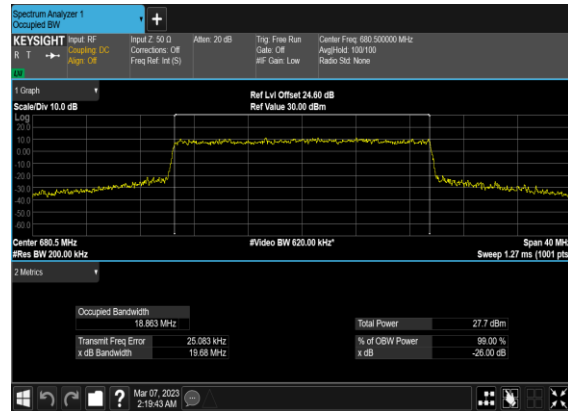 Spectrum Analyzer 1
Occupied BW
+
KEYSIGHT Input: RF Input Z: 50 Ω Atten: 20 dB Trig: Free Run Center Freq: 680.500000 MHz
R T Coupling: DC Corrections: Off Gate: Off Avg|Hold: 100/100
Align: Off Freq Ref: Int (S) #IF Gain: Low Radio Std: None
1 Graph Ref Lvl Offset 24.60 dB
Scale/Div 10.0 dB Ref Value 30.00 dBm
Log
20.0
10.0
0.00
-10.0
-20.0
-30.0
-40.0
-50.0
-60.0
Center 680.5 MHz #Video BW 620.00 kHz* Span 40 MHz
#Res BW 200.00 kHz Sweep 1.27 ms (1001 pts
2 Metrics
Occupied Bandwidth
18.863 MHz Total Power 27.7 dBm
Transmit Freq Error 25.083 kHz % of OBW Power 99.00 %
x dB Bandwidth 19.68 MHz x dB -26.00 dB
? Mar 07, 2023
2:19:43 AM